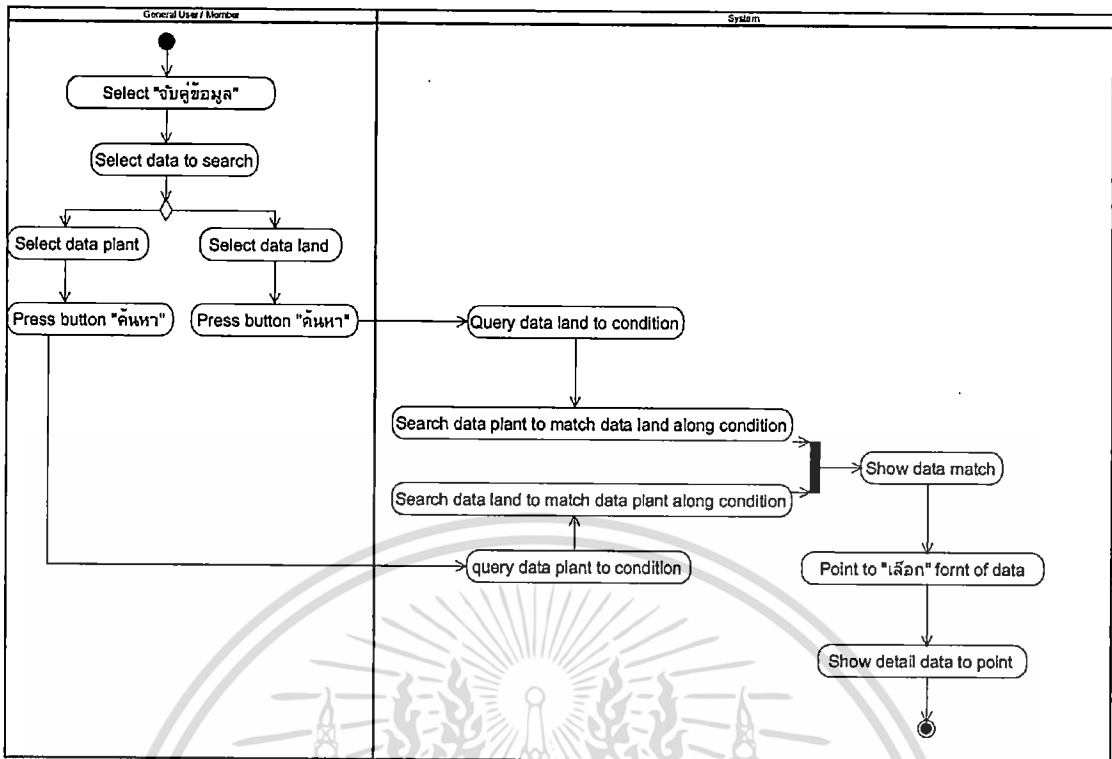 General User / Member
System
Select "จับคู่ข้อมูล"
Select data to search
Select data plant
Select data land
Press button "ค้นหา"
Press button "ค้นหา"
Query data land to condition
Search data plant to match data land along condition
Show data match
Search data land to match data plant along condition
query data plant to condition
Point to "เลือก" fornt of data
Show detail data to point